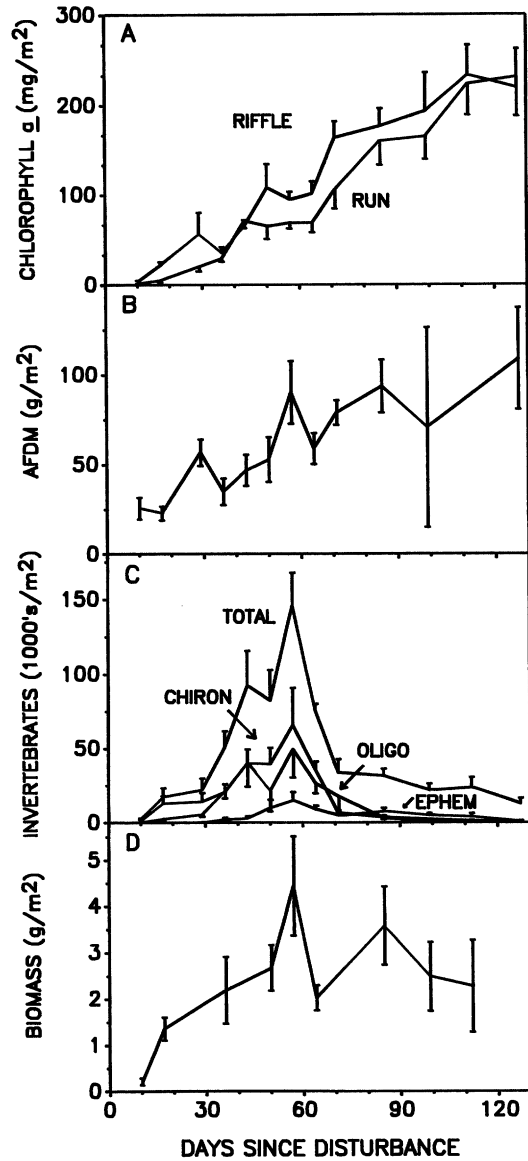 A
CHLOROPHYLL a (mg/m2)
300
200
100
0
RIFFLE
RUN
B
AFDM (g/m2)
100
50
0
C
INVERTEBRATES (1000's/m2)
150
100
50
0
TOTAL
CHIRON
OLIGO
EPHEM
D
BIOMASS (g/m2)
5
4
3
2
1
0
0 30 60 90 120
DAYS SINCE DISTURBANCE